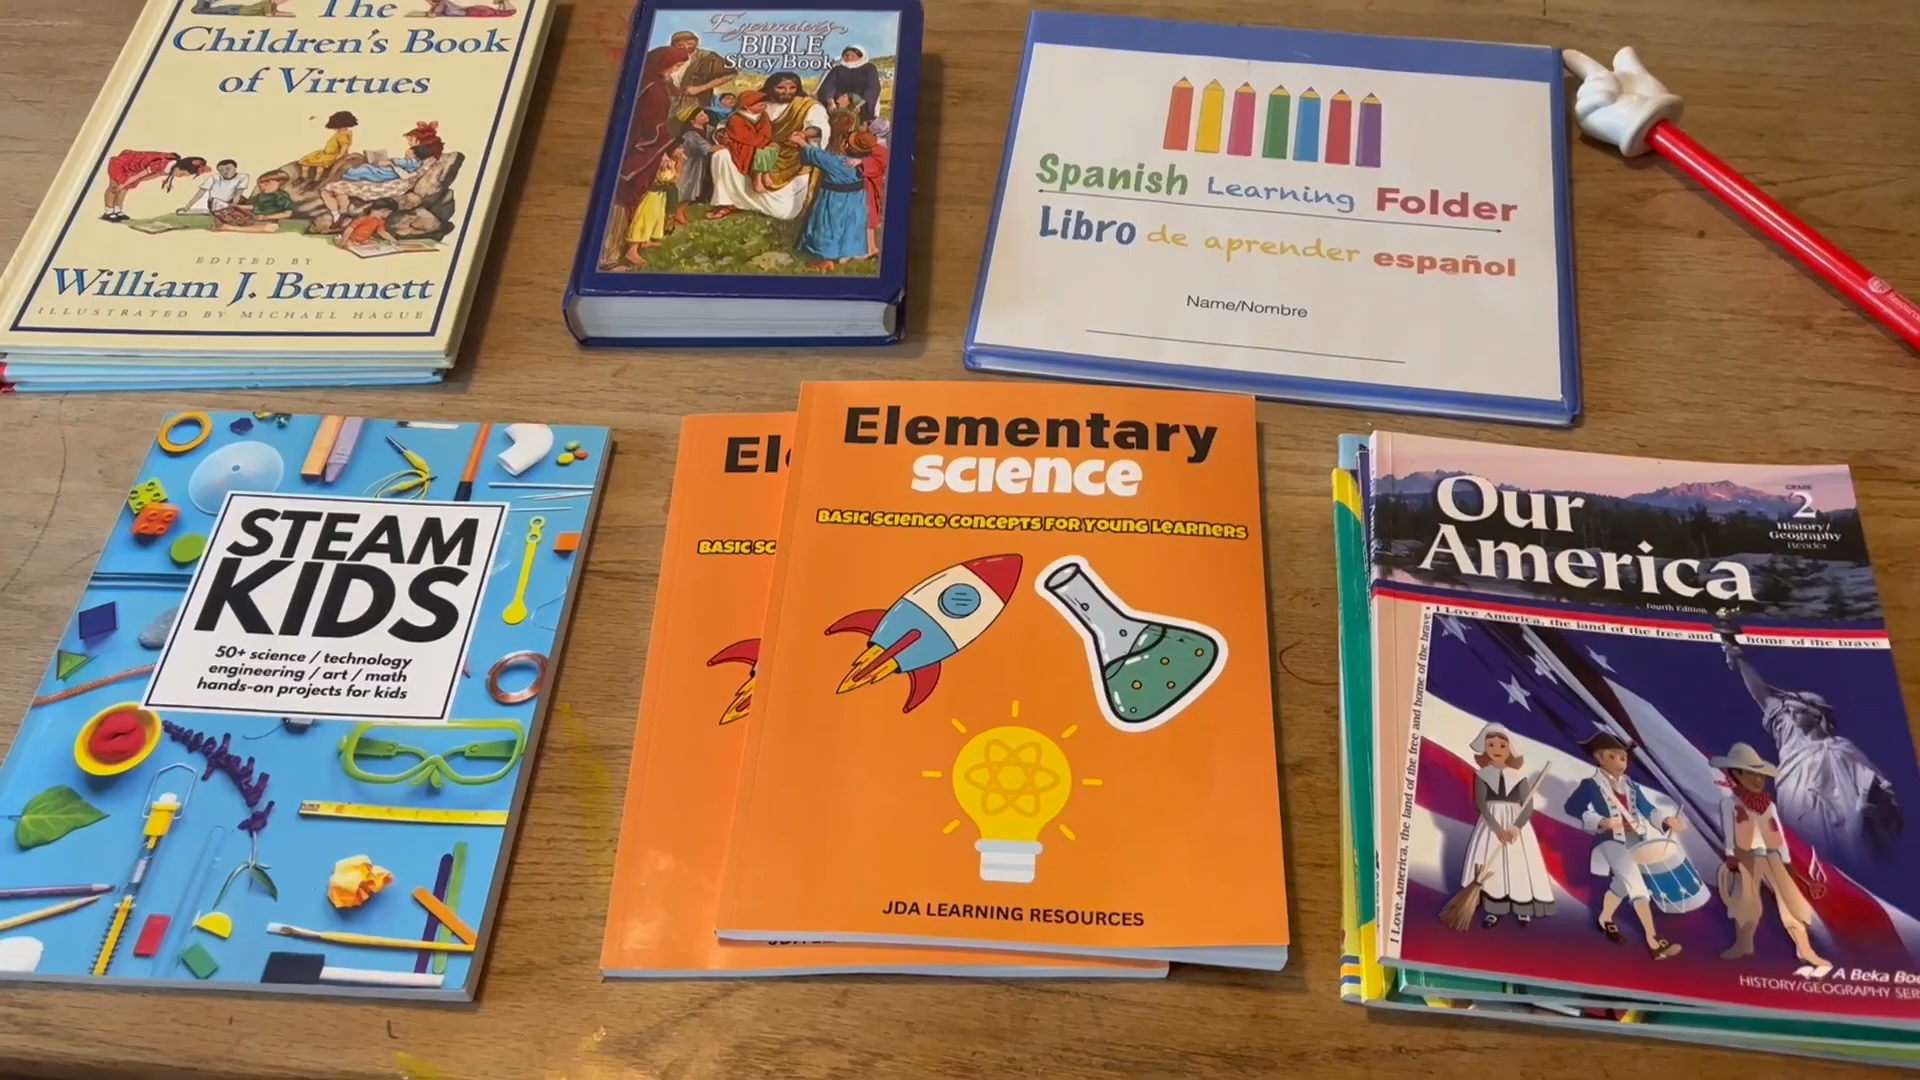 The
Children's Book
of Virtues
EDITED BY
William J. Bennett
ILLUSTRATED BY MICHAEL HAGUE
Egermeier's
BIBLE
Story Book
Spanish Learning Folder
Libro de aprender español
Name/Nombre
STEAM
KIDS
50+ science / technology
engineering / art / math
hands-on projects for kids
El
BASIC SC
Elementary
SCIENCE
BASIC SCIENCE CONCEPTS FOR YOUNG LEARNERS
JDA LEARNING RESOURCES
Our
America
GRADE
2
History/
Geography
Reader
Fourth Edition
I Love America, the land of the free and home of the brave
I Love America, the land of the free and home of the brave
A Beka Boo
HISTORY/GEOGRAPHY SER